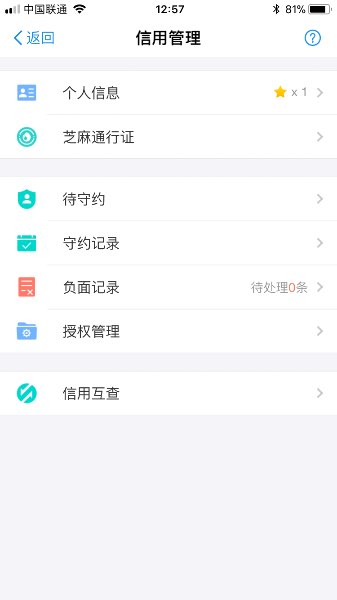 中国联通 12:57 81%
返回 信用管理 ?
个人信息 x 1
芝麻通行证
待守约
守约记录
负面记录 待处理0条
授权管理
信用互查